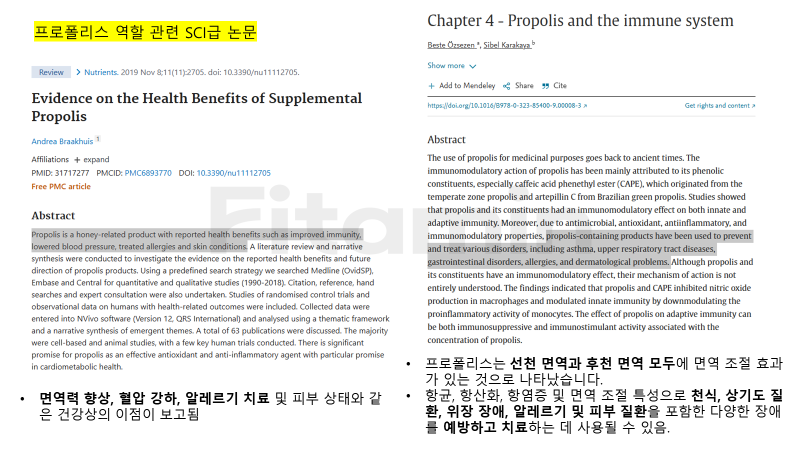 프로폴리스 역할 관련 SCI급 논문
Review > Nutrients. 2019 Nov 8;11(11):2705. doi: 10.3390/nu11112705.
Evidence on the Health Benefits of Supplemental
Propolis
Andrea Braakhuis 1
Affiliations + expand
PMID: 31717277 PMCID: PMC6893770 DOI: 10.3390/nu11112705
Free PMC article
Abstract
Propolis is a honey-related product with reported health benefits such as improved immunity,
lowered blood pressure, treated allergies and skin conditions. A literature review and narrative
synthesis were conducted to investigate the evidence on the reported health benefits and future
direction of propolis products. Using a predefined search strategy we searched Medline (OvidSP),
Embase and Central for quantitative and qualitative studies (1990-2018). Citation, reference, hand
searches and expert consultation were also undertaken. Studies of randomised control trials and
observational data on humans with health-related outcomes were included. Collected data were
entered into NVivo software (Version 12, QRS International) and analysed using a thematic framework
and a narrative synthesis of emergent themes. A total of 63 publications were discussed. The majority
were cell-based and animal studies, with a few key human trials conducted. There is significant
promise for propolis as an effective antioxidant and anti-inflammatory agent with particular promise
in cardiometabolic health.
• 면역력 향상, 혈압 강하, 알레르기 치료 및 피부 상태와 같
은 건강상의 이점이 보고됨
Chapter 4 - Propolis and the immune system
Beste Özsezen a, Sibel Karakaya b
Show more
+ Add to Mendeley Share Cite
https://doi.org/10.1016/B978-0-323-85400-9.00008-3 Get rights and content
Abstract
The use of propolis for medicinal purposes goes back to ancient times. The
immunomodulatory action of propolis has been mainly attributed to its phenolic
constituents, especially caffeic acid phenethyl ester (CAPE), which originated from the
temperate zone propolis and artepillin C from Brazilian green propolis. Studies showed
that propolis and its constituents had an immunomodulatory effect on both innate and
adaptive immunity. Moreover, due to antimicrobial, antioxidant, antiinflammatory, and
immunomodulatory properties, propolis-containing products have been used to prevent
and treat various disorders, including asthma, upper respiratory tract diseases,
gastrointestinal disorders, allergies, and dermatological problems. Although propolis and
its constituents have an immunomodulatory effect, their mechanism of action is not
entirely understood. The findings indicated that propolis and CAPE inhibited nitric oxide
production in macrophages and modulated innate immunity by downmodulating the
proinflammatory activity of monocytes. The effect of propolis on adaptive immunity can
be both immunosuppressive and immunostimulant activity associated with the
concentration of propolis.
• 프로폴리스는 선천 면역과 후천 면역 모두에 면역 조절 효과
가 있는 것으로 나타났습니다.
• 항균, 항산화, 항염증 및 면역 조절 특성으로 천식, 상기도 질
환, 위장 장애, 알레르기 및 피부 질환을 포함한 다양한 장애
를 예방하고 치료하는 데 사용될 수 있음.